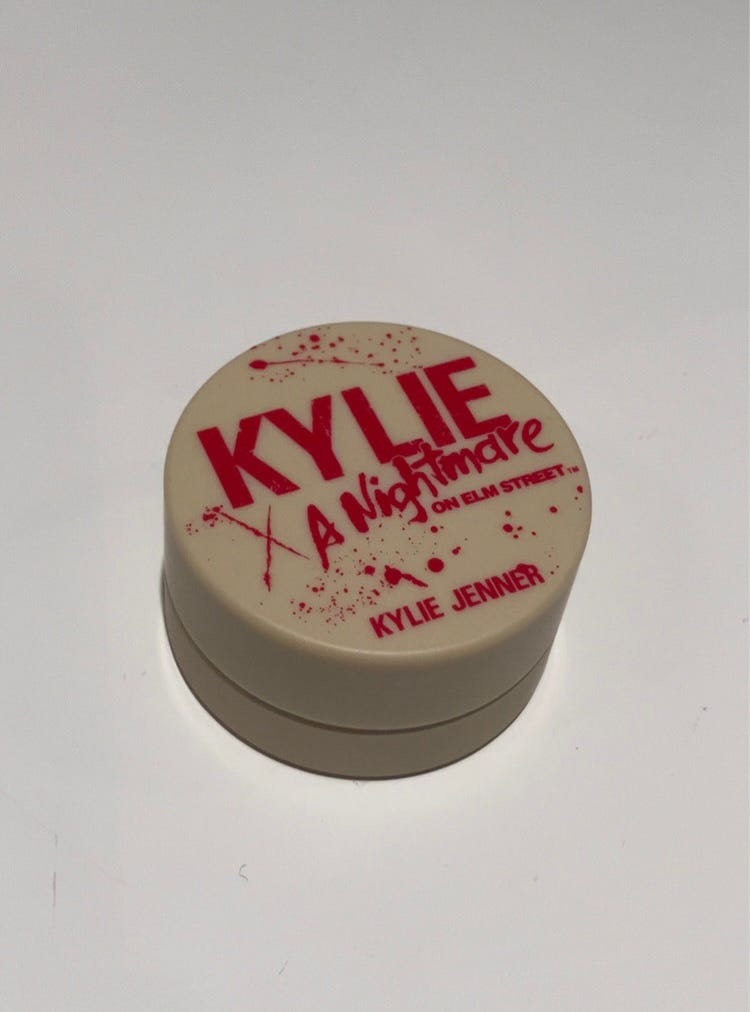 KYLIE
X A Nightmare
ON ELM STREET™
KYLIE JENNER